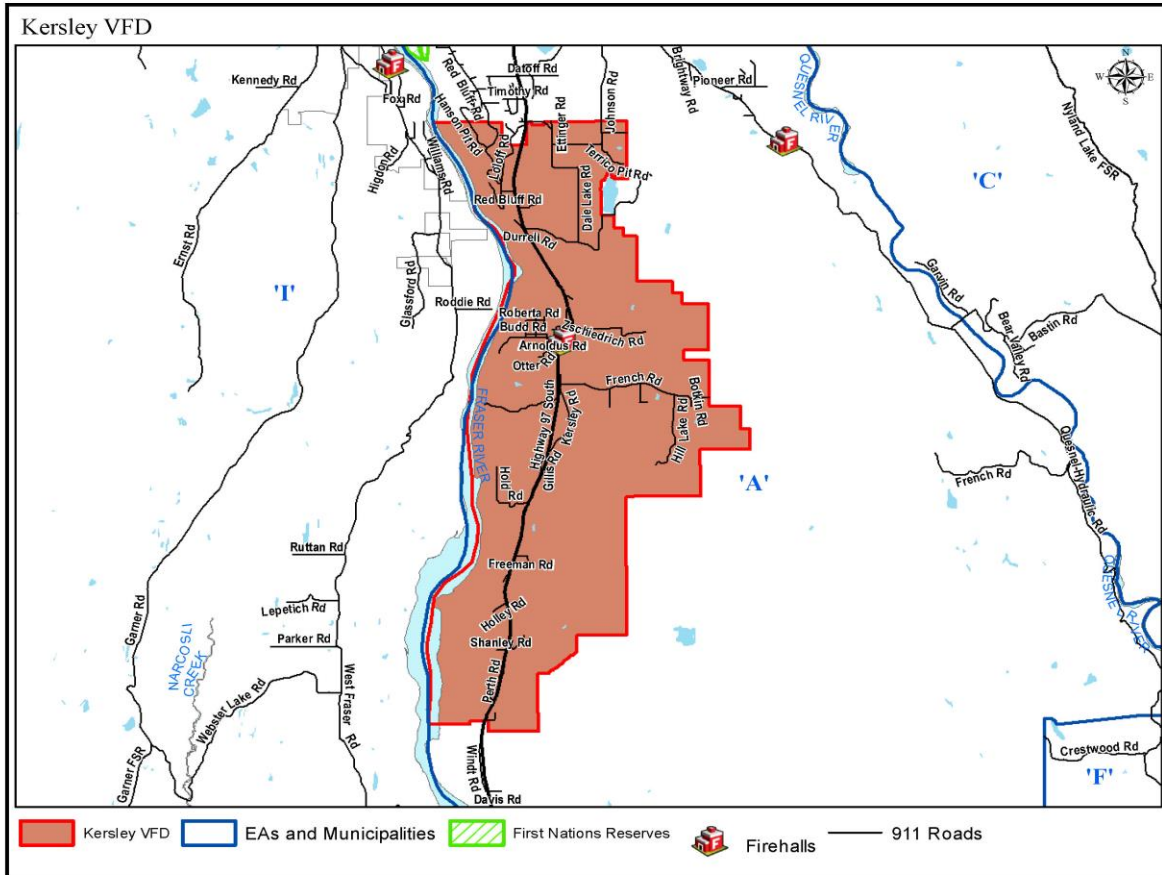 Kersley VFD
N
W E
S
Kennedy Rd
Fox Rd
Higdon Rd
Williams Rd
Hanson Pit Rd
Red Bluff Rd
Datoff Rd
Timothy Rd
Loloff Rd
Ettinger Rd
Johnson Rd
Terrico Pit Rd
Dale Lake Rd
Red Bluff Rd
Durrell Rd
Brightway Rd
Pioneer Rd
QUESNEL RIVER
Nyland Lake FSR
'C'
Ernst Rd
'I'
Glassford Rd
Roddie Rd
Roberta Rd
Budd Rd
Zschiedrich Rd
Arnoldus Rd
Otter Rd
French Rd
Botkin Rd
Hill Lake Rd
Highway 97 South
Kersley Rd
Gillis Rd
Hoid Rd
FRASER RIVER
Garvin Rd
Bear Valley Rd
Bastin Rd
'A'
French Rd
Quesnel-Hydraulic Rd
QUESNEL RIVER
Ruttan Rd
Freeman Rd
Lepetich Rd
Holley Rd
Parker Rd
Shanley Rd
Garner Rd
NARCOSLI CREEK
Webster Lake Rd
West Fraser Rd
Perth Rd
Garner FSR
Windt Rd
Davis Rd
Crestwood Rd
'F'
Kersley VFD
EAs and Municipalities
First Nations Reserves
F
Firehalls
911 Roads